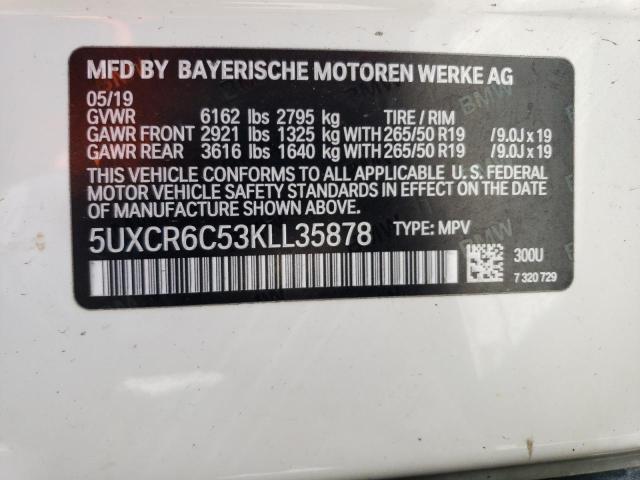 MFD BY BAYERISCHE MOTOREN WERKE AG
05/19
GVWR 6162 lbs 2795 kg TIRE / RIM
GAWR FRONT 2921 lbs 1325 kg WITH 265/50 R19 /9.0J x 19
GAWR REAR 3616 lbs 1640 kg WITH 265/50 R19 /9.0J x 19
THIS VEHICLE CONFORMS TO ALL APPLICABLE U. S. FEDERAL
MOTOR VEHICLE SAFETY STANDARDS IN EFFECT ON THE DATE
OF MANUFACTURE SHOWN ABOVE.
5UXCR6C53KLL35878 TYPE: MPV
300U
7 320 729